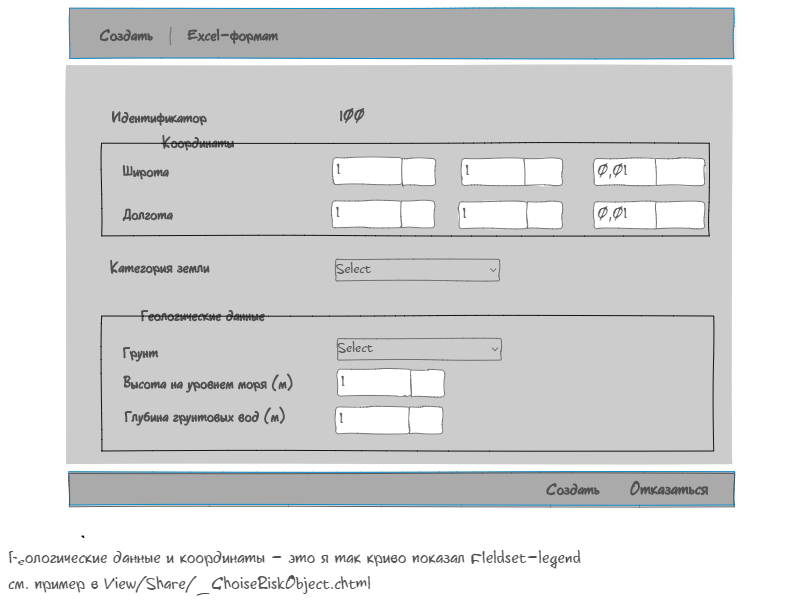 Создать | Excel-формат
Идентификатор 100
Координаты
Широта 1 1 0,01
Долгота 1 1 0,01
Категория земли Select
Геологические данные
Грунт Select
Высота на уровнем моря (м) 1
Глубина грунтовых вод (м) 1
Создать Отказаться
Геологические данные и координаты - это я так криво показал Fieldset-legend
см. пример в View/Share/_ChoiseRiskObject.chtml